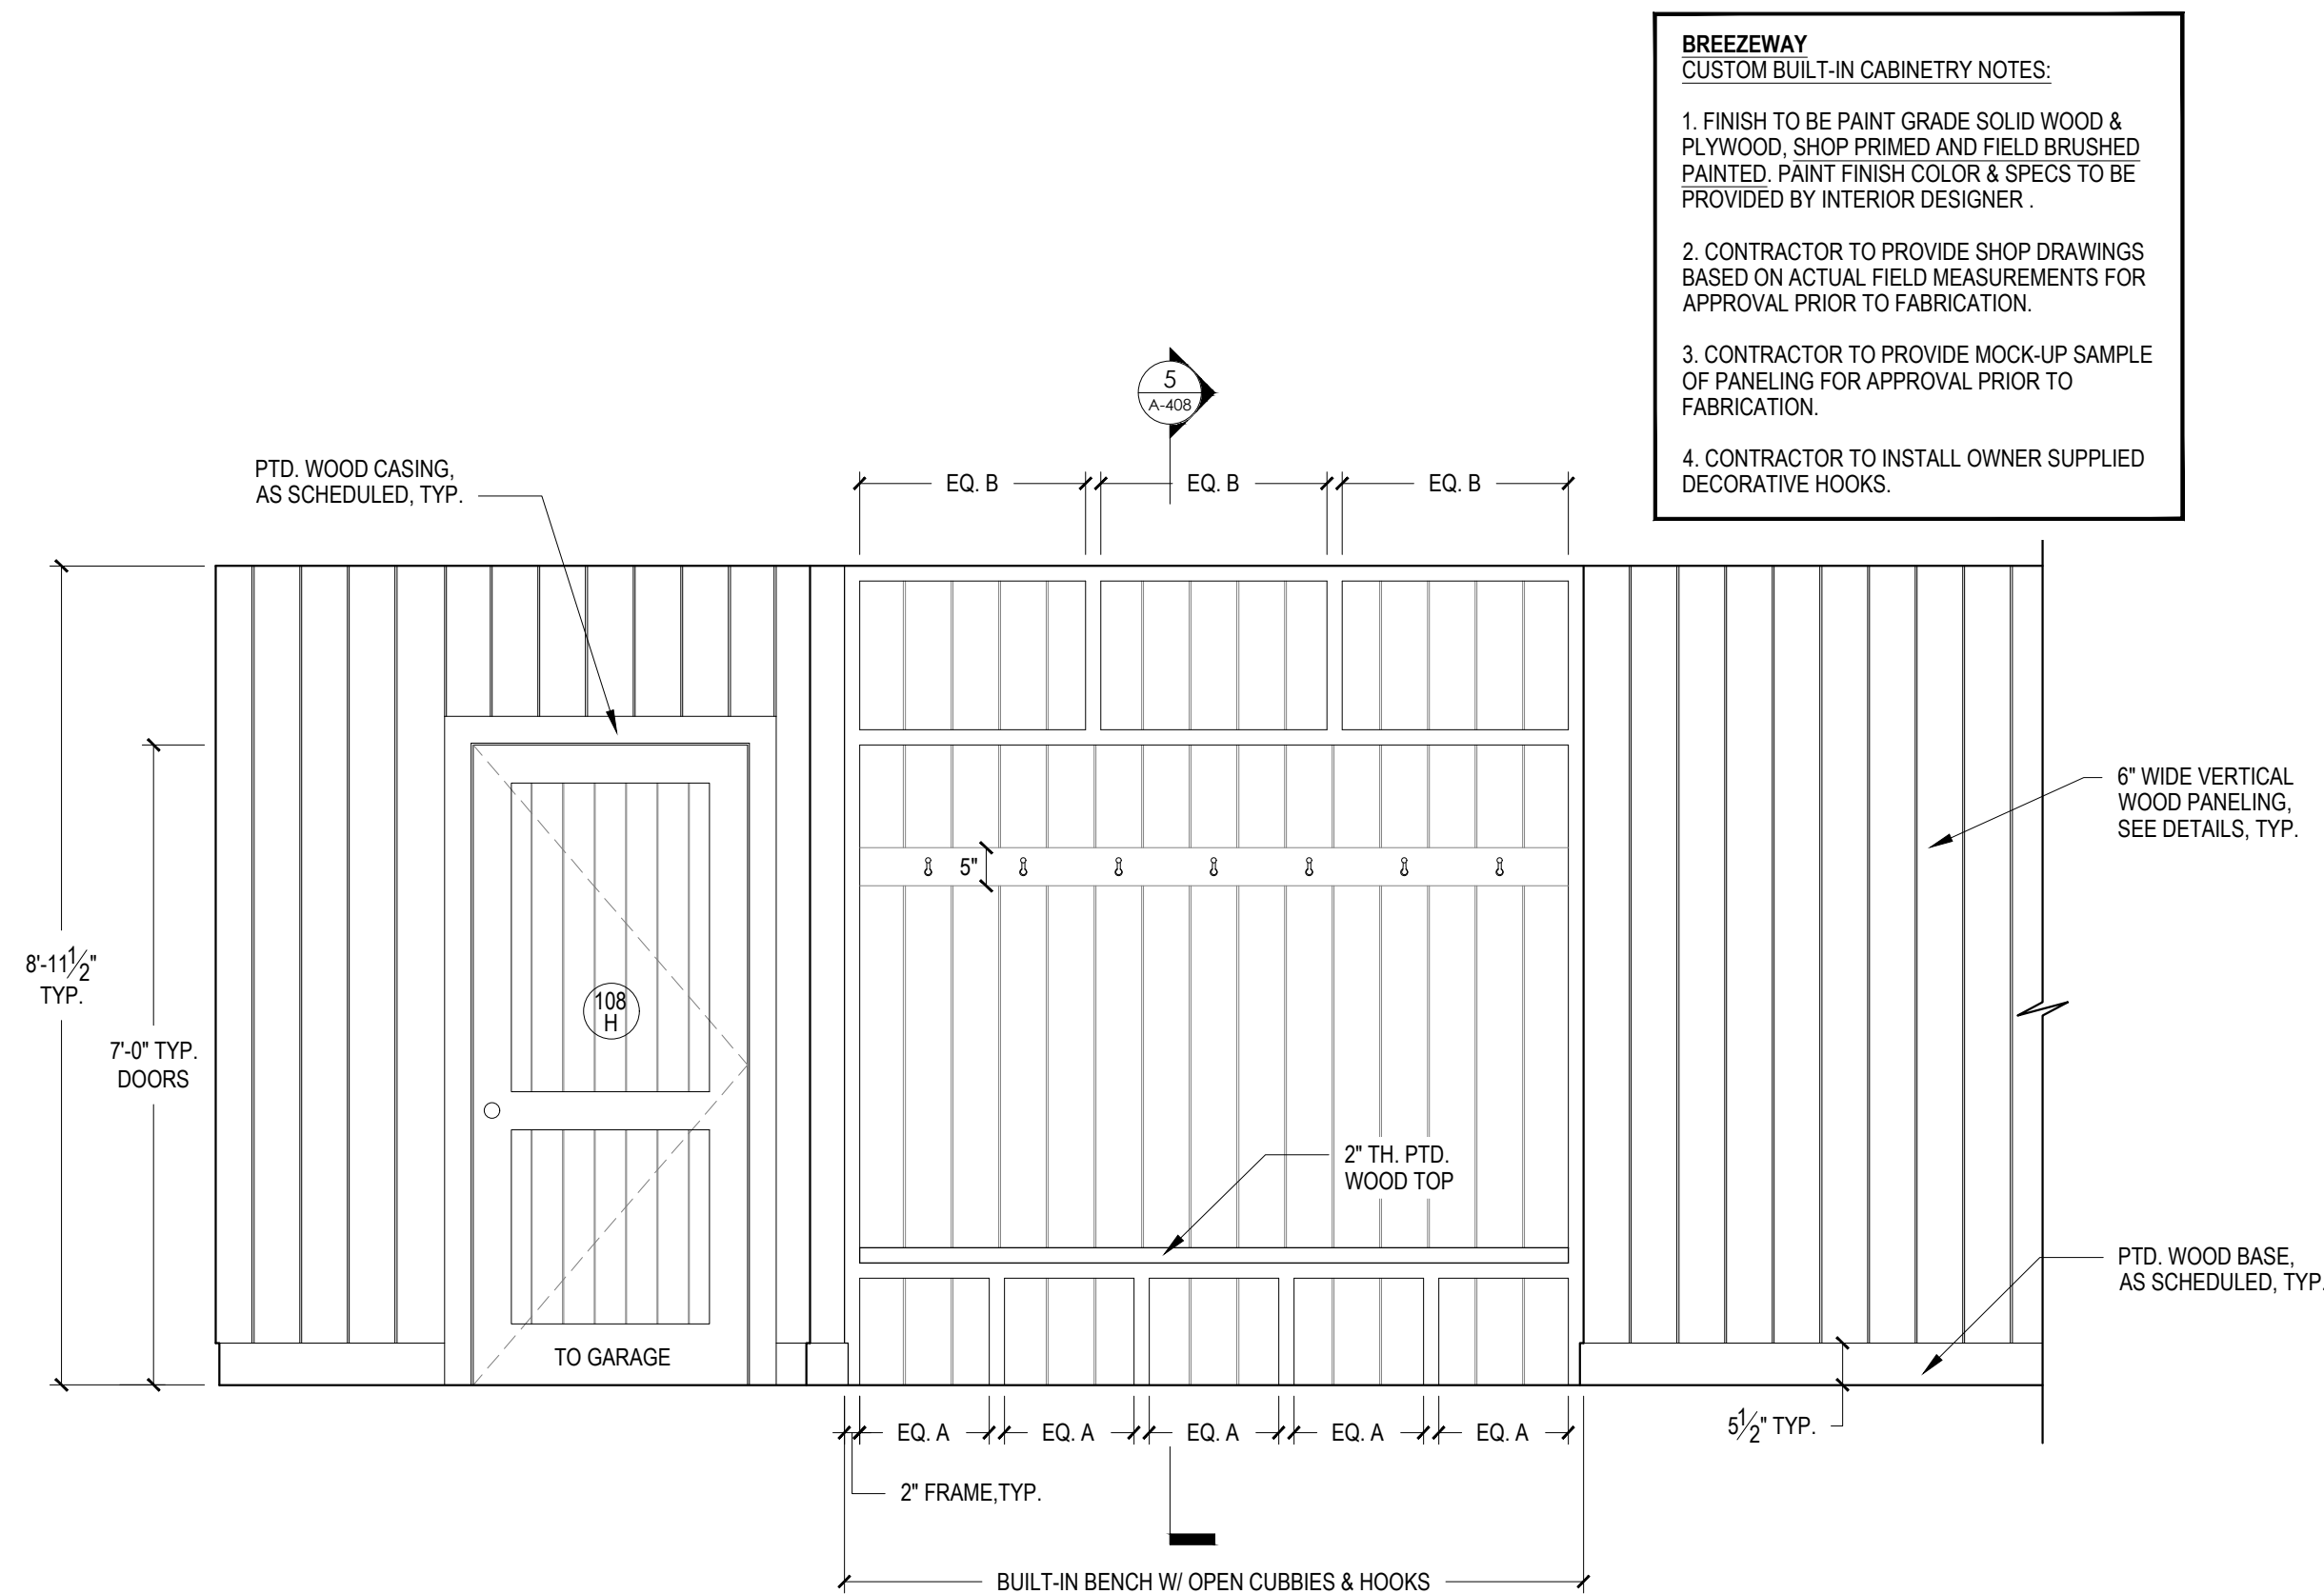 BREEZEWAY
CUSTOM BUILT-IN CABINETRY NOTES:
1. FINISH TO BE PAINT GRADE SOLID WOOD &
PLYWOOD, SHOP PRIMED AND FIELD BRUSHED
PAINTED. PAINT FINISH COLOR & SPECS TO BE
PROVIDED BY INTERIOR DESIGNER .
2. CONTRACTOR TO PROVIDE SHOP DRAWINGS
BASED ON ACTUAL FIELD MEASUREMENTS FOR
APPROVAL PRIOR TO FABRICATION.
3. CONTRACTOR TO PROVIDE MOCK-UP SAMPLE
OF PANELING FOR APPROVAL PRIOR TO
FABRICATION.
4. CONTRACTOR TO INSTALL OWNER SUPPLIED
DECORATIVE HOOKS.
5
A-408
PTD. WOOD CASING,
AS SCHEDULED, TYP.
EQ. B
EQ. B
EQ. B
6" WIDE VERTICAL
WOOD PANELING,
SEE DETAILS, TYP.
5"
8'-11 1/2"
TYP.
108
H
7'-0" TYP.
DOORS
2" TH. PTD.
WOOD TOP
PTD. WOOD BASE,
AS SCHEDULED, TYP.
TO GARAGE
EQ. A
EQ. A
EQ. A
EQ. A
EQ. A
5 1/2" TYP.
2" FRAME,TYP.
BUILT-IN BENCH W/ OPEN CUBBIES & HOOKS